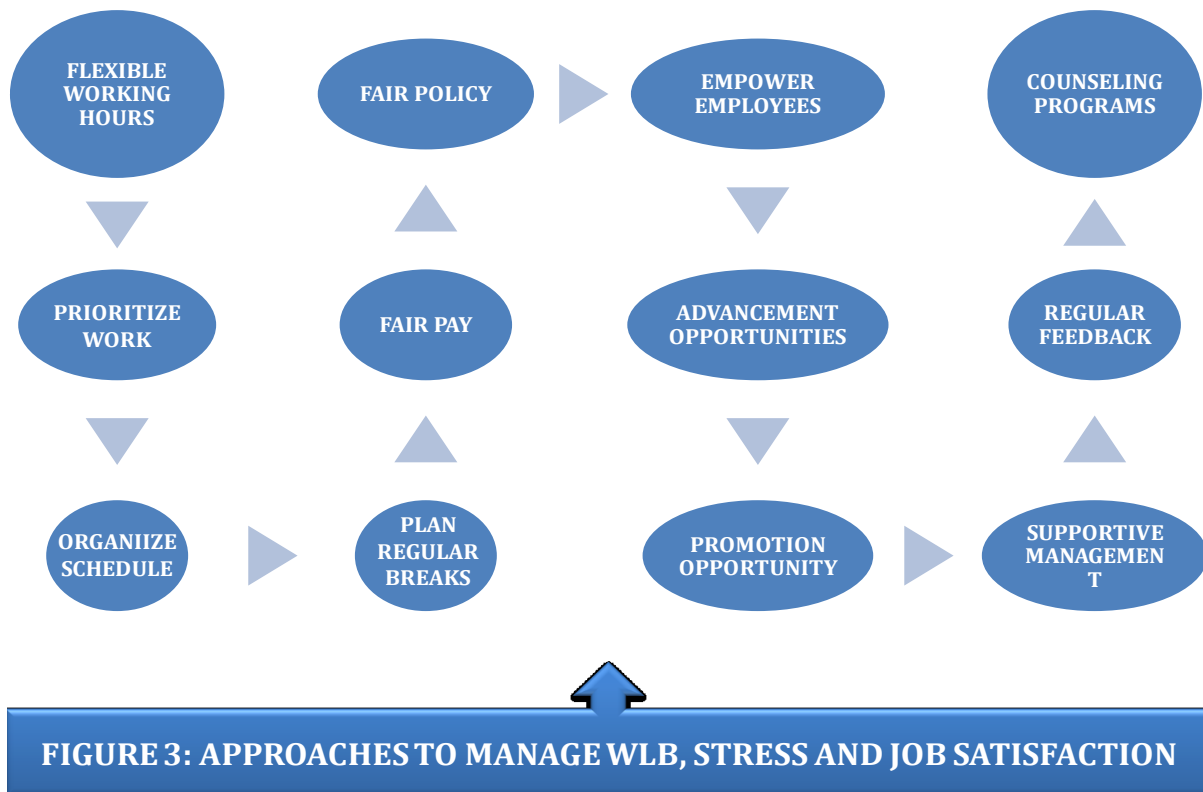 FLEXIBLE
WORKING
HOURS
PRIORITIZE
WORK
ORGANIIZE
SCHEDULE
PLAN
REGULAR
BREAKS
FAIR PAY
FAIR POLICY
EMPOWER
EMPLOYEES
ADVANCEMENT
OPPORTUNITIES
PROMOTION
OPPORTUNITY
SUPPORTIVE
MANAGEMEN
T
REGULAR
FEEDBACK
COUNSELING
PROGRAMS
FIGURE 3: APPROACHES TO MANAGE WLB, STRESS AND JOB SATISFACTION